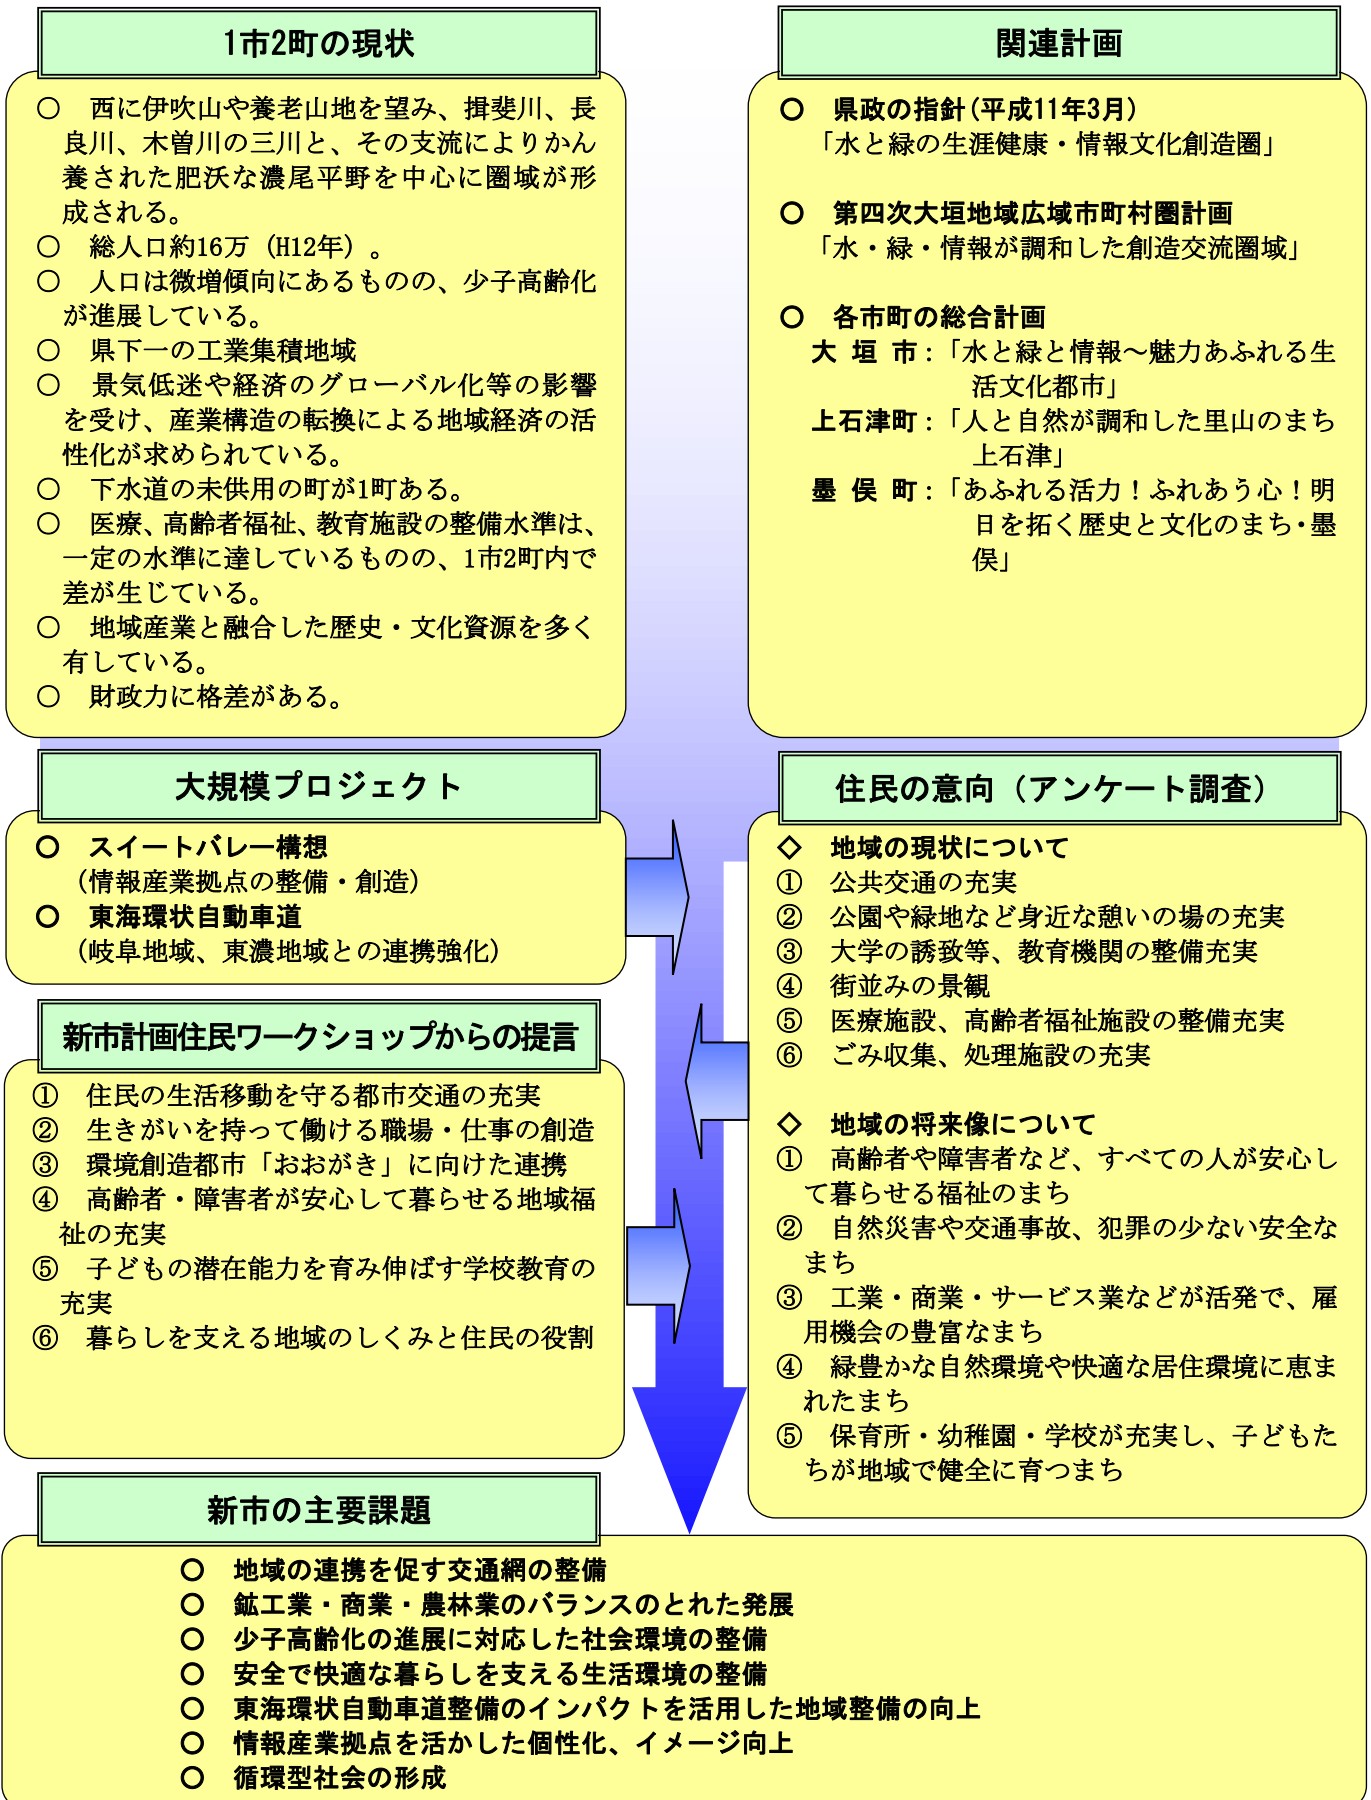 1市2町の現状
○　西に伊吹山や養老山地を望み、揖斐川、長
良川、木曽川の三川と、その支流によりかん
養された肥沃な濃尾平野を中心に圏域が形
成される。
○　総人口約16万（H12年）。
○　人口は微増傾向にあるものの、少子高齢化
が進展している。
○　県下一の工業集積地域
○　景気低迷や経済のグローバル化等の影響
を受け、産業構造の転換による地域経済の活
性化が求められている。
○　下水道の未供用の町が1町ある。
○　医療、高齢者福祉、教育施設の整備水準は、
一定の水準に達しているものの、1市2町内で
差が生じている。
○　地域産業と融合した歴史・文化資源を多く
有している。
○　財政力に格差がある。
関連計画
○　県政の指針(平成11年3月)
「水と緑の生涯健康・情報文化創造圏」
○　第四次大垣地域広域市町村圏計画
「水・緑・情報が調和した創造交流圏域」
○　各市町の総合計画
大 垣 市：「水と緑と情報～魅力あふれる生
活文化都市」
上石津町：「人と自然が調和した里山のまち
上石津」
墨 俣 町：「あふれる活力！ふれあう心！明
日を拓く歴史と文化のまち・墨
俣」
大規模プロジェクト
○　スイートバレー構想
（情報産業拠点の整備・創造）
○　東海環状自動車道
（岐阜地域、東濃地域との連携強化）
新市計画住民ワークショップからの提言
①　住民の生活移動を守る都市交通の充実
②　生きがいを持って働ける職場・仕事の創造
③　環境創造都市「おおがき」に向けた連携
④　高齢者・障害者が安心して暮らせる地域福
祉の充実
⑤　子どもの潜在能力を育み伸ばす学校教育の
充実
⑥　暮らしを支える地域のしくみと住民の役割
住民の意向（アンケート調査）
◇　地域の現状について
①　公共交通の充実
②　公園や緑地など身近な憩いの場の充実
③　大学の誘致等、教育機関の整備充実
④　街並みの景観
⑤　医療施設、高齢者福祉施設の整備充実
⑥　ごみ収集、処理施設の充実
◇　地域の将来像について
①　高齢者や障害者など、すべての人が安心し
て暮らせる福祉のまち
②　自然災害や交通事故、犯罪の少ない安全な
まち
③　工業・商業・サービス業などが活発で、雇
用機会の豊富なまち
④　緑豊かな自然環境や快適な居住環境に恵ま
れたまち
⑤　保育所・幼稚園・学校が充実し、子どもた
ちが地域で健全に育つまち
新市の主要課題
○　地域の連携を促す交通網の整備
○　鉱工業・商業・農林業のバランスのとれた発展
○　少子高齢化の進展に対応した社会環境の整備
○　安全で快適な暮らしを支える生活環境の整備
○　東海環状自動車道整備のインパクトを活用した地域整備の向上
○　情報産業拠点を活かした個性化、イメージ向上
○　循環型社会の形成